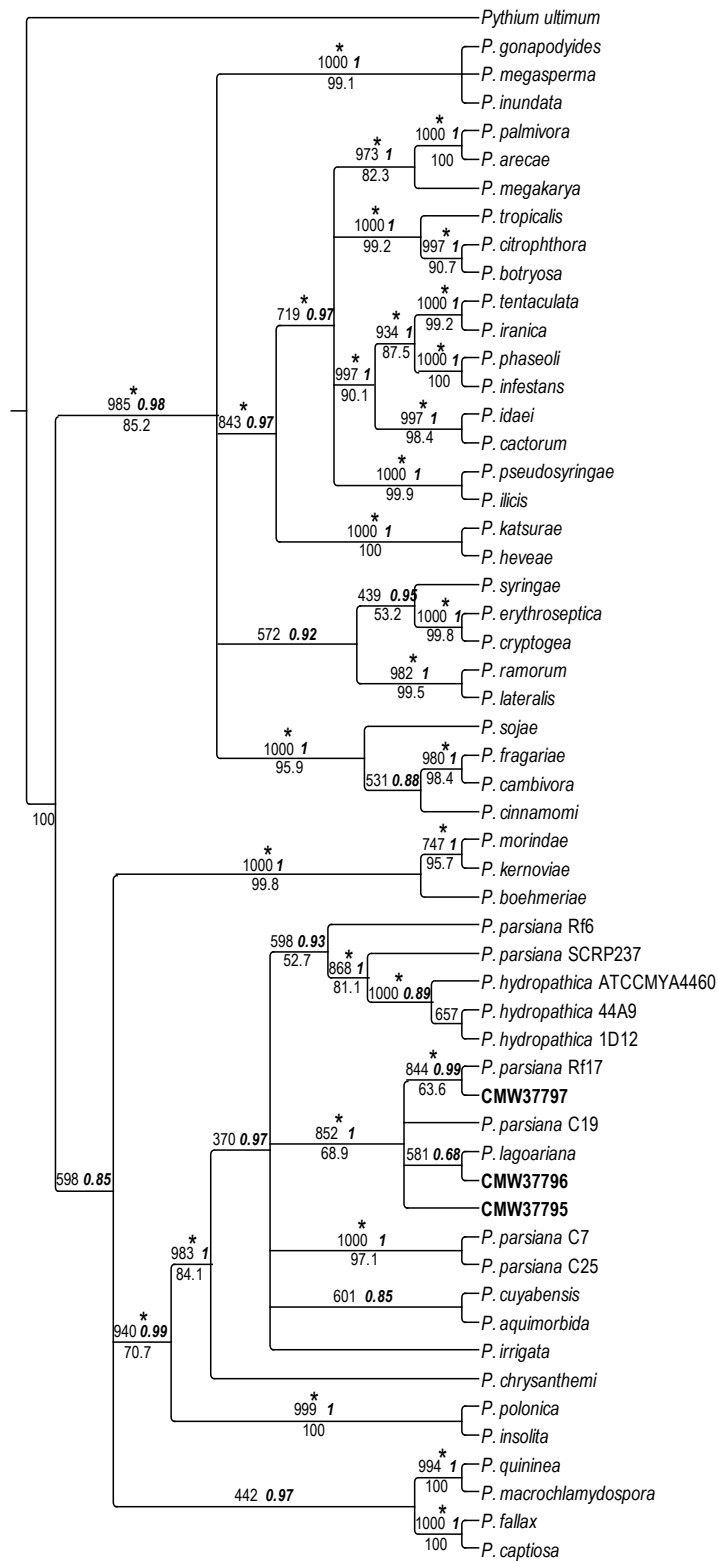 Pythium ultimum
P. gonapodyides
*
1000 1
P. megasperma
99.1
P. inundata
*
1000 1
P. palmivora
*
973 1
100
P. arecae
82.3
P. megakarya
*
1000 1
P. tropicalis
*
997 1
P. citrophthora
99.2
90.7
P. botryosa
*
1000 1
P. tentaculata
*
719 0.97
*
934 1
99.2
P. iranica
87.5
*
1000 1
P. phaseoli
*
997 1
100
P. infestans
90.1
*
985 0.98
85.2
*
843 0.97
*
997 1
P. idaei
98.4
P. cactorum
*
1000 1
P. pseudosyringae
99.9
P. ilicis
*
1000 1
P. katsurae
100
P. heveae
P. syringae
439 0.95
53.2
*
1000 1
P. erythroseptica
99.8
P. cryptogea
572 0.92
*
982 1
P. ramorum
99.5
P. lateralis
P. sojae
*
1000 1
95.9
*
980 1
P. fragariae
531 0.88
98.4
P. cambivora
P. cinnamomi
100
*
747 1
P. morindae
*
1000 1
95.7
P. kernoviae
99.8
P. boehmeriae
P. parsiana Rf6
598 0.93
52.7
P. parsiana SCRP237
*
868 1
81.1
P. hydropathica ATCCMYA4460
*
1000 0.89
P. hydropathica 44A9
657
P. hydropathica 1D12
*
844 0.99
P. parsiana Rf17
63.6
CMW37797
P. parsiana C19
370 0.97
*
852 1
68.9
P. lagoariana
581 0.68
CMW37796
598 0.85
CMW37795
*
1000 1
P. parsiana C7
97.1
P. parsiana C25
*
983 1
84.1
P. cuyabensis
601 0.85
P. aquimorbida
*
940 0.99
70.7
P. irrigata
P. chrysanthemi
*
999 1
P. polonica
100
P. insolita
*
994 1
P. quininea
100
P. macrochlamydospora
442 0.97
*
1000 1
P. fallax
100
P. captiosa